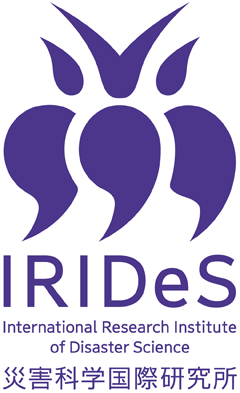 IRIDeS
International Research Institute
of Disaster Science
災害科学国際研究所